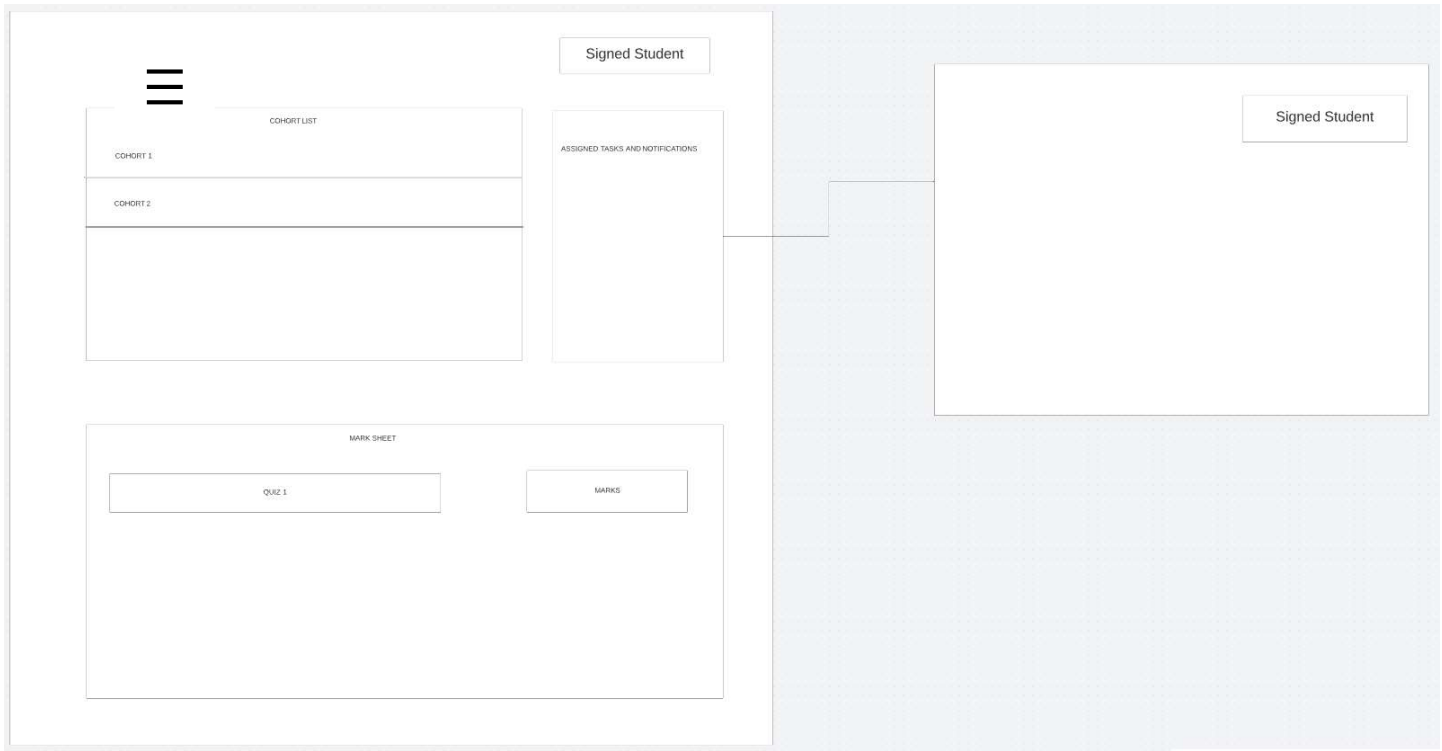 Signed Student
COHORT LIST
COHORT 1
COHORT 2
ASSIGNED TASKS AND NOTIFICATIONS
MARK SHEET
QUIZ 1
MARKS
Signed Student